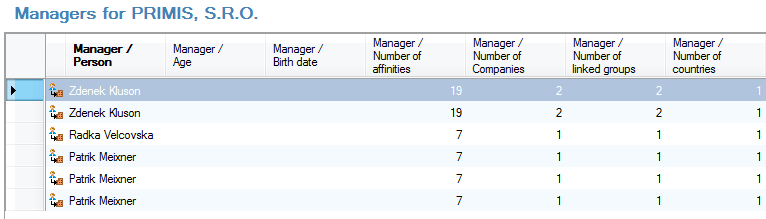 Managers for PRIMIS, S.R.O.
Manager / Person Manager / Age Manager / Birth date Manager / Number of affinities Manager / Number of Companies Manager / Number of linked groups Manager / Number of countries
Zdenek Kluson 19 2 2 1
Zdenek Kluson 19 2 2 1
Radka Velcovska 7 1 1 1
Patrik Meixner 7 1 1 1
Patrik Meixner 7 1 1 1
Patrik Meixner 7 1 1 1